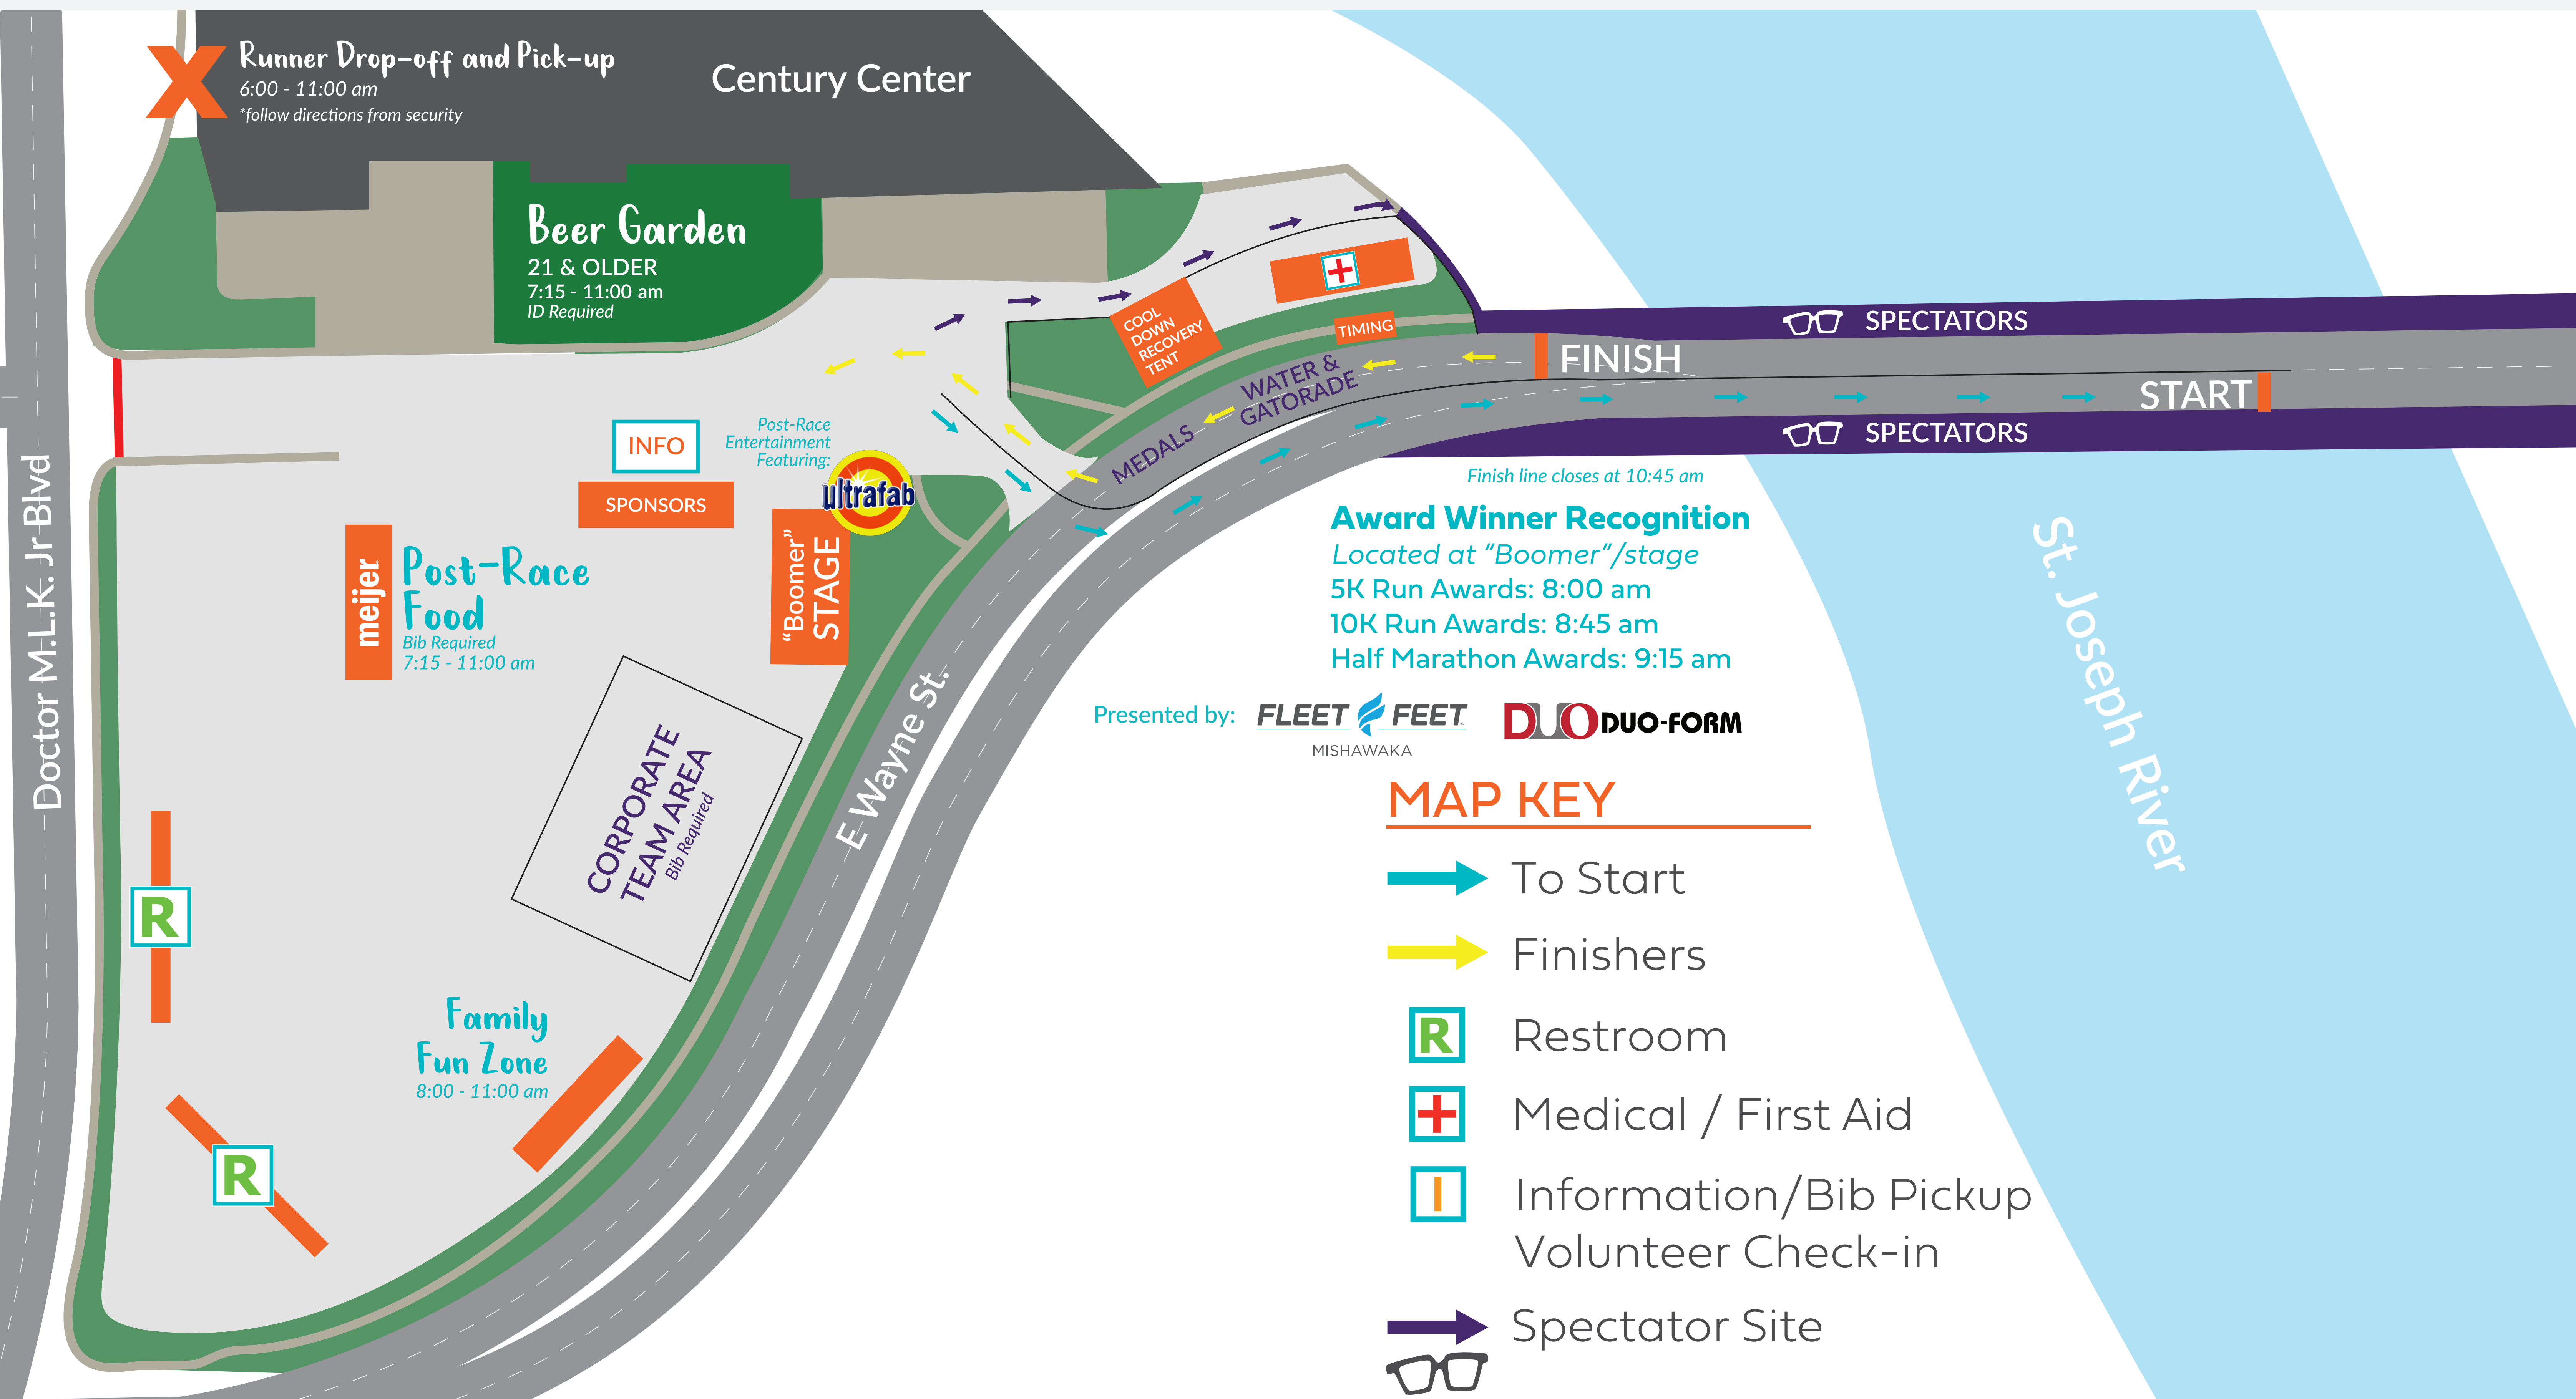 Runner Drop-off and Pick-up
6:00 - 11:00 am
*follow directions from security
Century Center
Beer Garden
21 & OLDER
7:15 - 11:00 am
ID Required
COOL
DOWN
RECOVERY
TENT
TIMING
WATER &
GATORADE
MEDALS
FINISH
START
SPECTATORS
SPECTATORS
Finish line closes at 10:45 am
INFO
SPONSORS
Post-Race
Entertainment
Featuring:
ultrafab
"Boomer"
STAGE
meijer
Post-Race
Food
Bib Required
7:15 - 11:00 am
CORPORATE
TEAM AREA
Bib Required
Doctor M.L.K. Jr Blvd
E Wayne St.
R
R
Family
Fun Zone
8:00 - 11:00 am
Award Winner Recognition
Located at “Boomer”/stage
5K Run Awards: 8:00 am
10K Run Awards: 8:45 am
Half Marathon Awards: 9:15 am
Presented by:
FLEET FEET
MISHAWAKA
DUO DUO-FORM
St. Joseph River
MAP KEY
To Start
Finishers
R Restroom
Medical / First Aid
I Information/Bib Pickup
Volunteer Check-in
Spectator Site